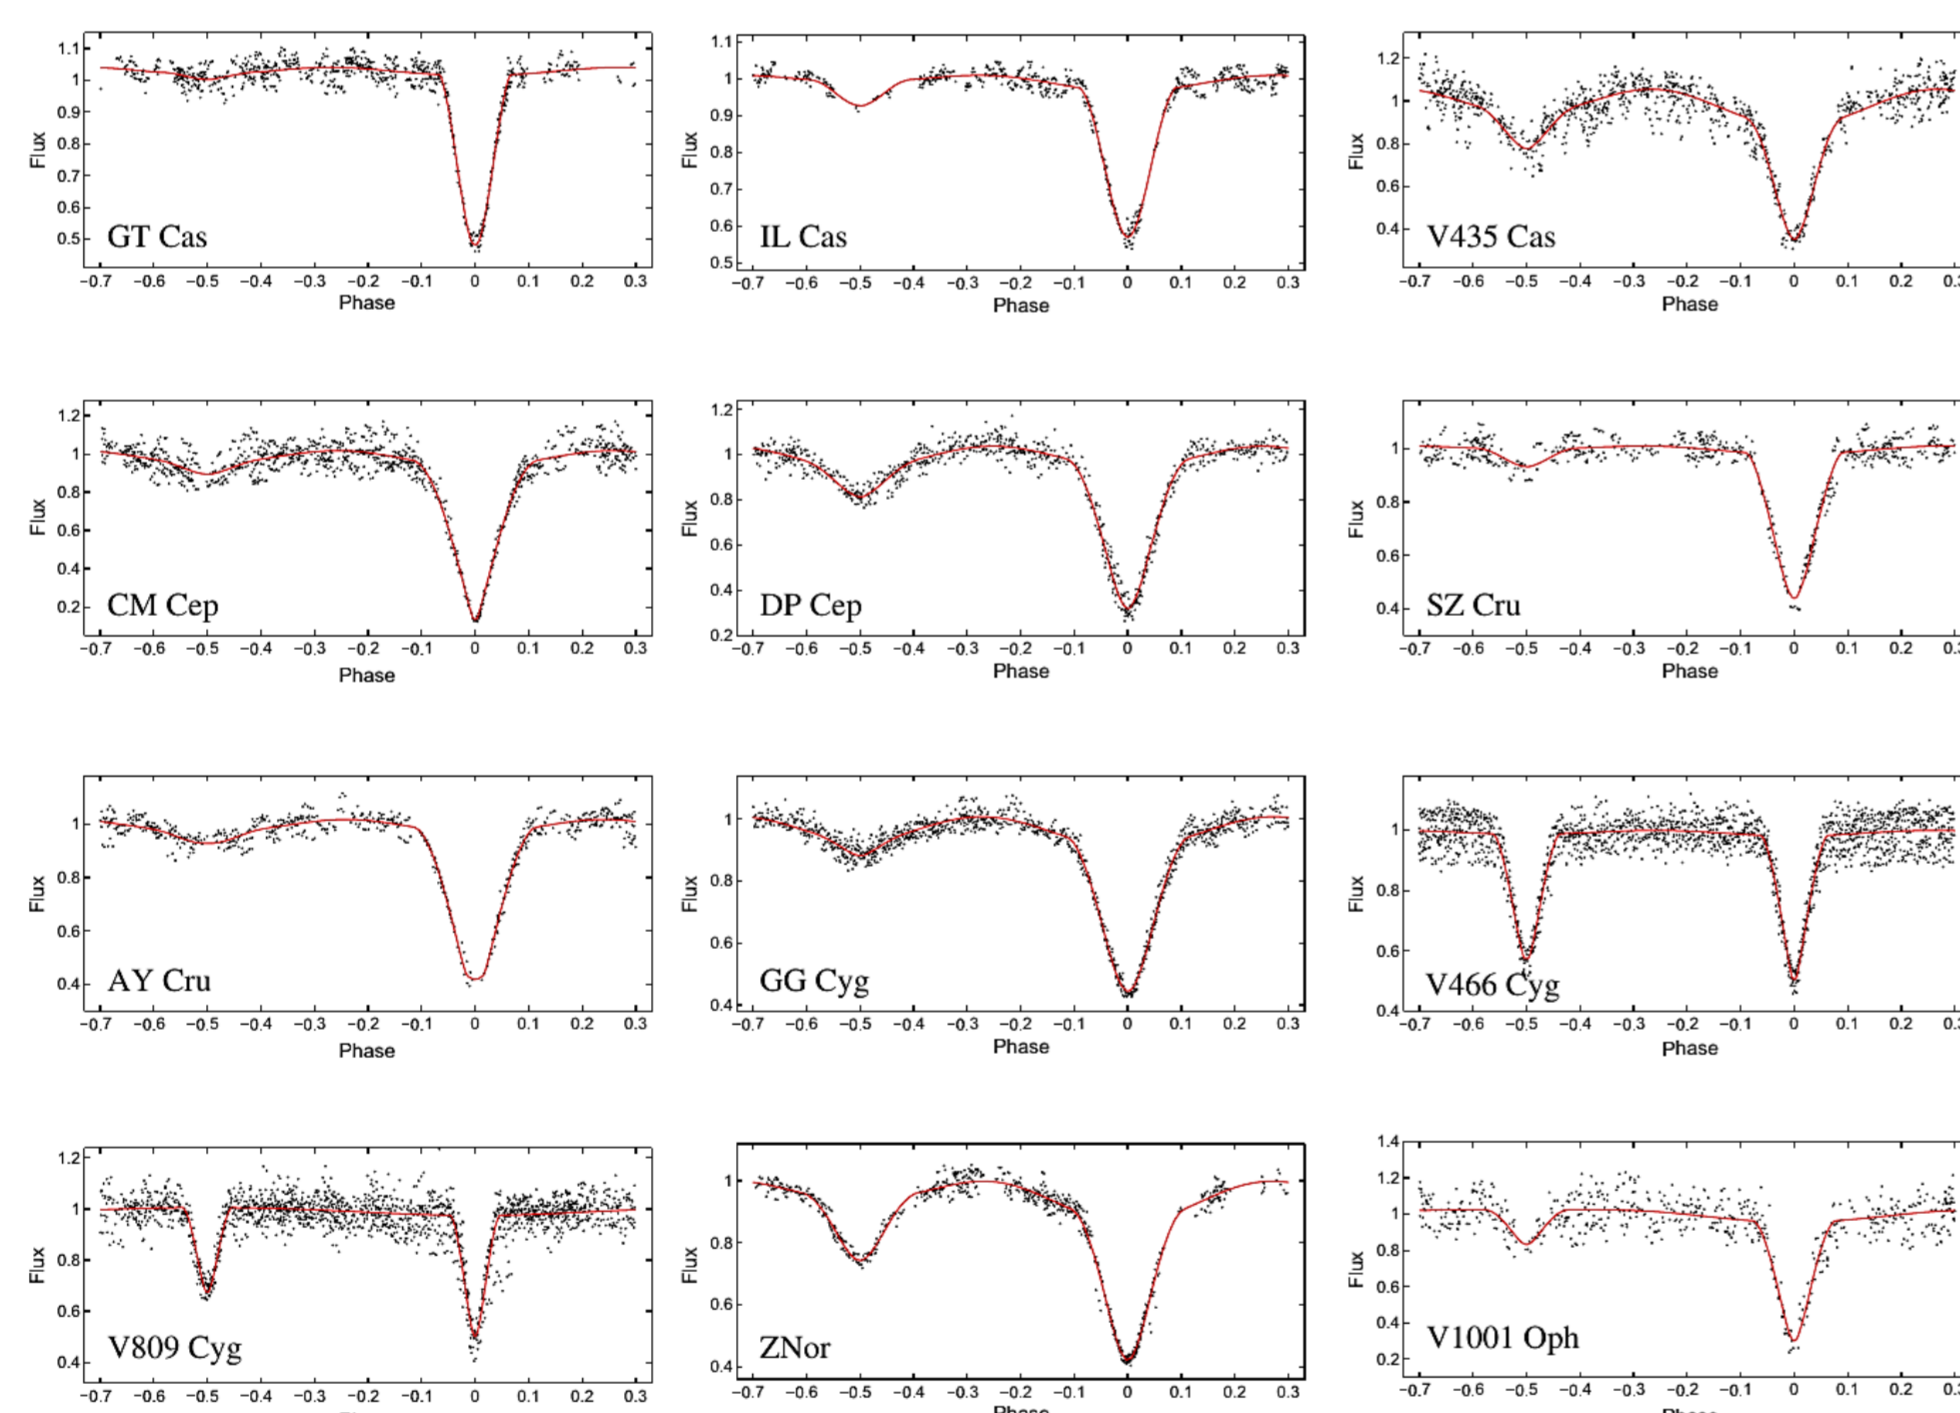 1.1
1
0.9
0.8
0.7
0.6
0.5
Flux
GT Cas
−0.7 −0.6 −0.5 −0.4 −0.3 −0.2 −0.1 0 0.1 0.2 0.3
Phase
1.1
1
0.9
0.8
0.7
0.6
0.5
Flux
IL Cas
−0.7 −0.6 −0.5 −0.4 −0.3 −0.2 −0.1 0 0.1 0.2 0.3
Phase
1.2
1
0.8
0.6
0.4
Flux
V435 Cas
−0.7 −0.6 −0.5 −0.4 −0.3 −0.2 −0.1 0 0.1 0.2
Phase
1.2
1
0.8
0.6
0.4
0.2
Flux
CM Cep
−0.7 −0.6 −0.5 −0.4 −0.3 −0.2 −0.1 0 0.1 0.2 0.3
Phase
1.2
1
0.8
0.6
0.4
0.2
Flux
DP Cep
−0.7 −0.6 −0.5 −0.4 −0.3 −0.2 −0.1 0 0.1 0.2 0.3
Phase
1
0.8
0.6
0.4
Flux
SZ Cru
−0.7 −0.6 −0.5 −0.4 −0.3 −0.2 −0.1 0 0.1 0.2
Phase
1
0.8
0.6
0.4
Flux
AY Cru
−0.7 −0.6 −0.5 −0.4 −0.3 −0.2 −0.1 0 0.1 0.2 0.3
Phase
1
0.8
0.6
0.4
Flux
GG Cyg
−0.7 −0.6 −0.5 −0.4 −0.3 −0.2 −0.1 0 0.1 0.2 0.3
Phase
1
0.8
0.6
0.4
Flux
V466 Cyg
−0.7 −0.6 −0.5 −0.4 −0.3 −0.2 −0.1 0 0.1 0.2
Phase
1.2
1
0.8
0.6
0.4
Flux
V809 Cyg
−0.7 −0.6 −0.5 −0.4 −0.3 −0.2 −0.1 0 0.1 0.2 0.3
1
0.8
0.6
0.4
Flux
ZNor
−0.7 −0.6 −0.5 −0.4 −0.3 −0.2 −0.1 0 0.1 0.2 0.3
1.4
1.2
1
0.8
0.6
0.4
0.2
Flux
V1001 Oph
−0.7 −0.6 −0.5 −0.4 −0.3 −0.2 −0.1 0 0.1 0.2